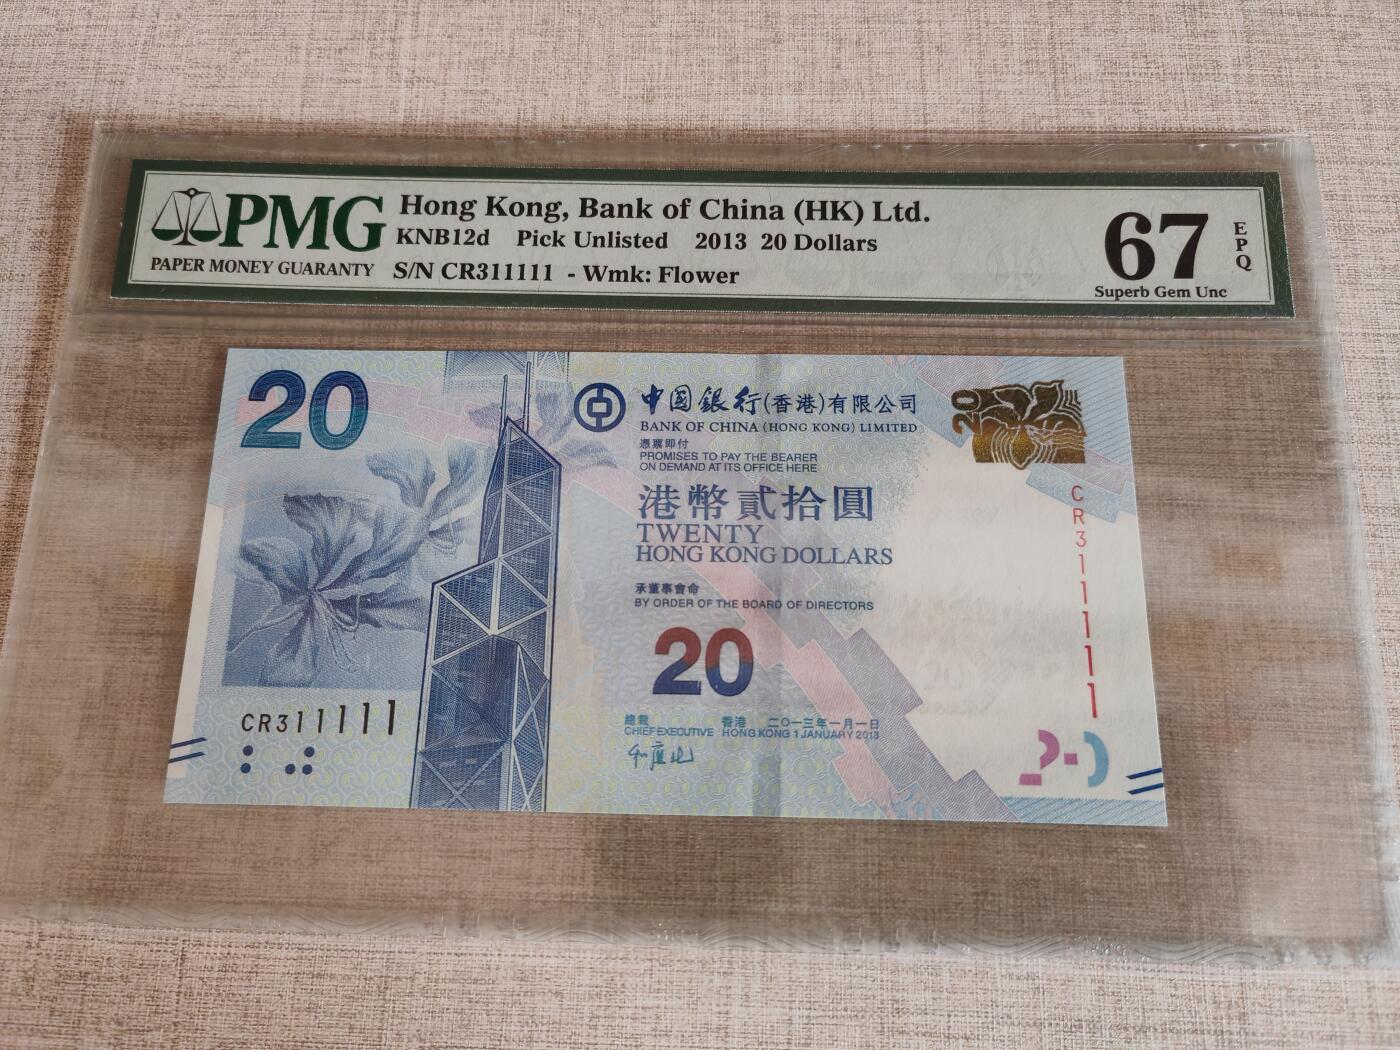 PMG
PAPER MONEY GUARANTY
Hong Kong, Bank of China (HK) Ltd.
KNB12d Pick Unlisted 2013 20 Dollars
S/N CR311111 - Wmk: Flower
67
EPQ
Superb Gem Unc
20
中國銀行(香港)有限公司
BANK OF CHINA (HONG KONG) LIMITED
憑票即付
PROMISES TO PAY THE BEARER
ON DEMAND AT ITS OFFICE HERE
港幣貳拾圓
TWENTY
HONG KONG DOLLARS
承董事會命
BY ORDER OF THE BOARD OF DIRECTORS
20
總裁 香港 二〇一三年一月一日
CHIEF EXECUTIVE HONG KONG 1 JANUARY 2013
CR311111
20
CR311111
20